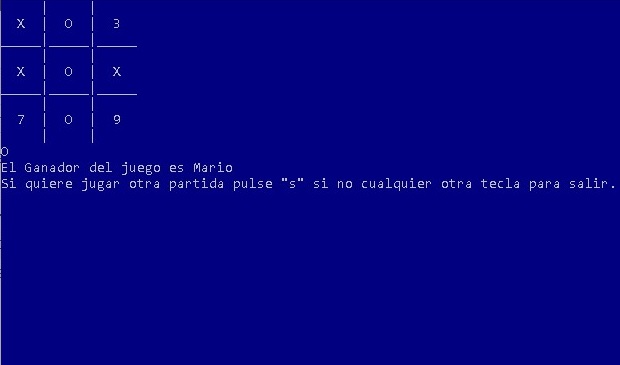 X | O | 3
X | O | X
7 | O | 9
O
El Ganador del juego es Mario
Si quiere jugar otra partida pulse "s" si no cualquier otra tecla para salir.